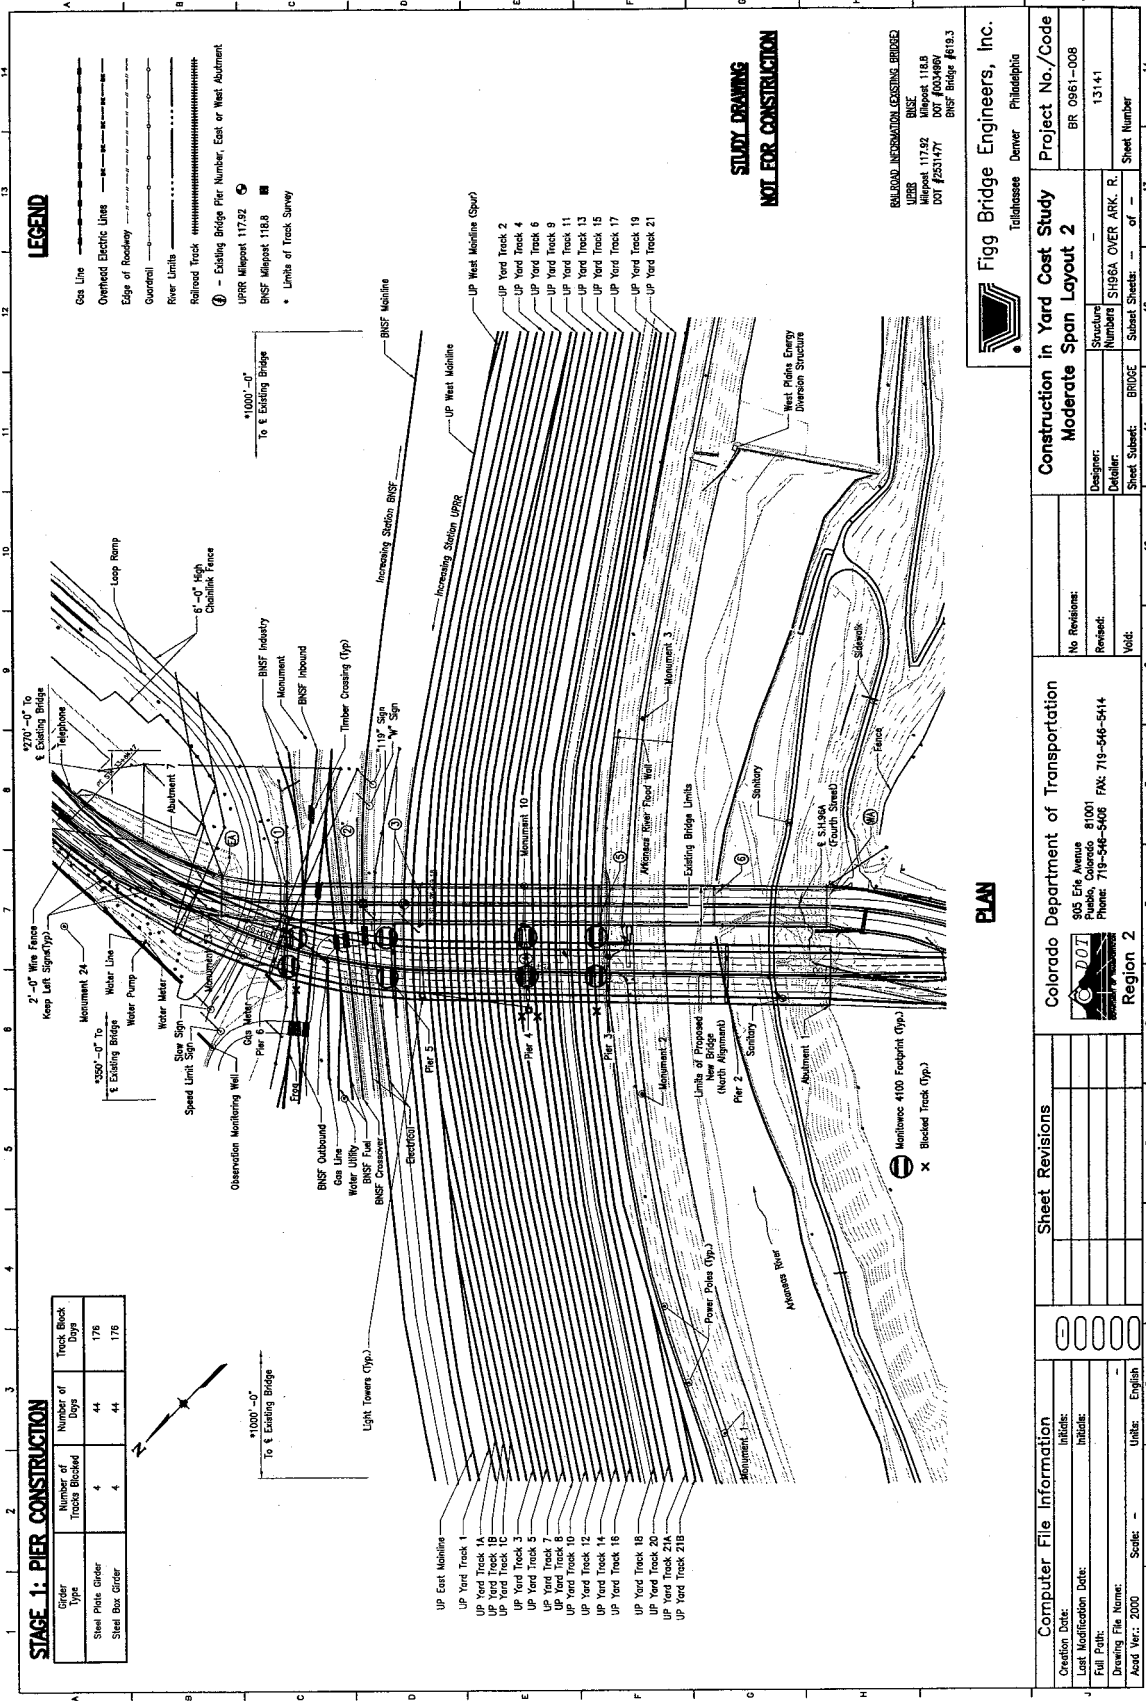 STAGE 1: PIER CONSTRUCTION
Girder Type
Number of Tracks Blocked
Number of Days
Track Block Days
Steel Plate Girder 4 44 176
Steel Box Girder 4 44 176
N
LEGEND
Gas Line
Overhead Electric Lines
Edge of Roadway
Guardrail
River Limits
Railroad Track
# - Existing Bridge Pier Number, East or West Abutment
UPRR Milepost 117.92
BNSF Milepost 118.8
* Limits of Track Survey
*1000'-0"
To ℄ Existing Bridge
*350'-0" To
℄ Existing Bridge
*270'-0" To
℄ Existing Bridge
*1000'-0"
To ℄ Existing Bridge
2'-0" Wire Fence
Keep Left Signs(Typ)
Monument 24
Water Line
Water Pump
Water Meter
Monument 13
Slow Sign
Speed Limit Sign
Gas Meter
Pier 6
Observation Monitoring Well
Frog
BNSF Outbound
Gas Line
Water Utility
BNSF Fuel
BNSF Crossover
Electrical
Light Towers (Typ.)
Telephone
Abutment 7
Loop Ramp
6'-0" High
Chainlink Fence
BNSF Industry
Monument
BNSF Inbound
Timber Crossing (Typ)
"119" Sign
"W" Sign
EA
1
2
3
5
6
WA
Pier 5
Pier 4
Pier 3
Monument 10
Increasing Station BNSF
Increasing Station UPRR
BNSF Mainline
UP West Mainline
UP West Mainline (Spur)
UP Yard Track 2
UP Yard Track 4
UP Yard Track 6
UP Yard Track 9
UP Yard Track 11
UP Yard Track 13
UP Yard Track 15
UP Yard Track 17
UP Yard Track 19
UP Yard Track 21
UP East Mainline
UP Yard Track 1
UP Yard Track 1A
UP Yard Track 1B
UP Yard Track 1C
UP Yard Track 3
UP Yard Track 5
UP Yard Track 7
UP Yard Track 8
UP Yard Track 10
UP Yard Track 12
UP Yard Track 14
UP Yard Track 16
UP Yard Track 18
UP Yard Track 20
UP Yard Track 21A
UP Yard Track 21B
Monument 1
Power Poles (Typ.)
Monument 2
Arkansas River Flood Wall
Monument 3
Existing Bridge Limits
Limits of Proposed
New Bridge
(North Alignment)
Pier 2
Sanitary
Sanitary
Abutment 1
℄ S.H.96A
(Fourth Street)
Sidewalk
Fence
West Plains Energy
Diversion Structure
Arkansas River
Manitowoc 4100 Footprint (Typ.)
x Blocked Track (Typ.)
PLAN
STUDY DRAWING
NOT FOR CONSTRUCTION
RAILROAD INFORMATION (EXISTING BRIDGE)
UPRR BNSF
Milepost 117.92 Milepost 118.8
DOT #253147Y DOT #003496V
BNSF Bridge #619.3
Figg Bridge Engineers, Inc.
Tallahassee Denver Philadelphia
Computer File Information
Creation Date: Initials:
Last Modification Date: Initials:
Full Path:
Drawing File Name: -
Acad Ver.: 2000 Scale: - Units: English
Sheet Revisions
Colorado Department of Transportation
DOT
905 Erie Avenue
Pueblo, Colorado 81001
Phone: 719-546-5406 FAX: 719-546-5414
Region 2
No Revisions:
Revised:
Void:
Construction in Yard Cost Study
Moderate Span Layout 2
Designer: -
Detailer:
Structure Numbers SH96A OVER ARK. R.
Sheet Subset: BRIDGE Subset Sheets: - of -
Project No./Code
BR 0961-008
13141
Sheet Number